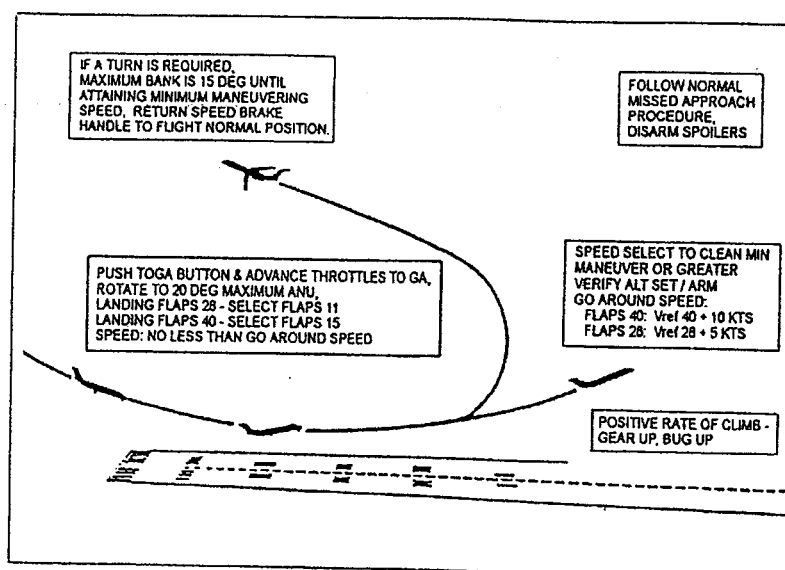 IF A TURN IS REQUIRED,
MAXIMUM BANK IS 15 DEG UNTIL
ATTAINING MINIMUM MANEUVERING
SPEED, RETURN SPEED BRAKE
HANDLE TO FLIGHT NORMAL POSITION.
FOLLOW NORMAL
MISSED APPROACH
PROCEDURE,
DISARM SPOILERS
PUSH TOGA BUTTON & ADVANCE THROTTLES TO GA,
ROTATE TO 20 DEG MAXIMUM ANU,
LANDING FLAPS 28 - SELECT FLAPS 11
LANDING FLAPS 40 - SELECT FLAPS 15
SPEED: NO LESS THAN GO AROUND SPEED
SPEED SELECT TO CLEAN MIN
MANEUVER OR GREATER
VERIFY ALT SET / ARM
GO AROUND SPEED:
FLAPS 40: Vref 40 + 10 KTS
FLAPS 28: Vref 28 + 5 KTS
POSITIVE RATE OF CLIMB -
GEAR UP, BUG UP